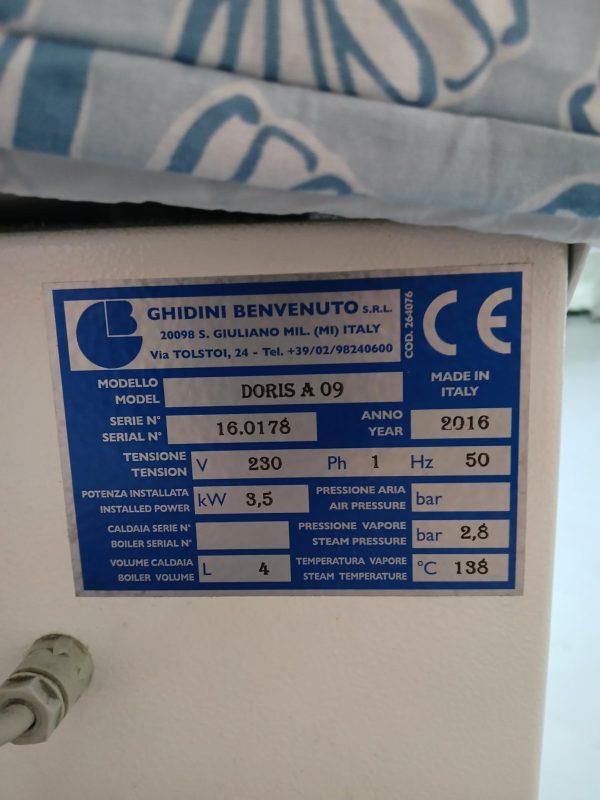 GB
GHIDINI BENVENUTO S.R.L.
20098 S. GIULIANO MIL. (MI) ITALY
Via TOLSTOI, 24 - Tel. +39/02/98240600
COD. 264076
CE
MODELLO
MODEL
DORIS A 09
MADE IN
ITALY
SERIE N°
SERIAL N°
16.0178
ANNO
YEAR
2016
TENSIONE
TENSION
V 230 Ph 1 Hz 50
POTENZA INSTALLATA
INSTALLED POWER
kW 3,5
PRESSIONE ARIA
AIR PRESSURE
bar
CALDAIA SERIE N°
BOILER SERIAL N°
PRESSIONE VAPORE
STEAM PRESSURE
bar 2,8
VOLUME CALDAIA
BOILER VOLUME
L 4
TEMPERATURA VAPORE
STEAM TEMPERATURE
°C 138